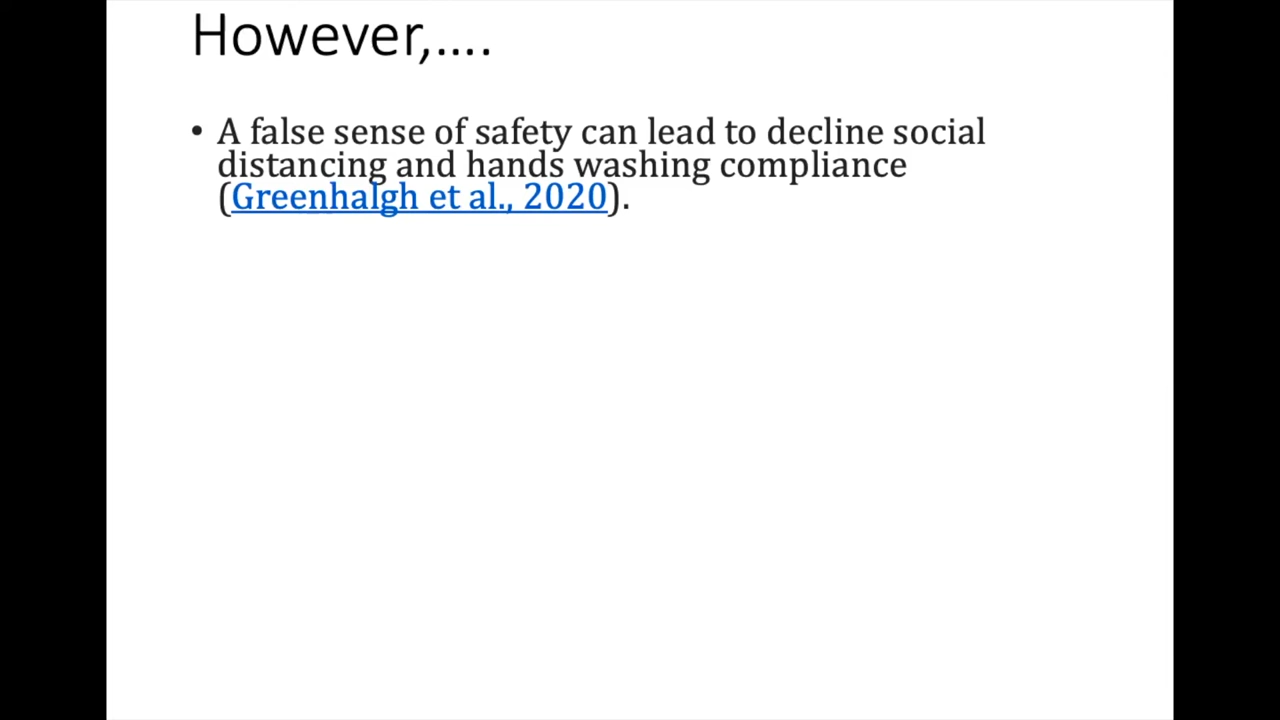 However,....
• A false sense of safety can lead to decline social
distancing and hands washing compliance
(Greenhalgh et al., 2020).